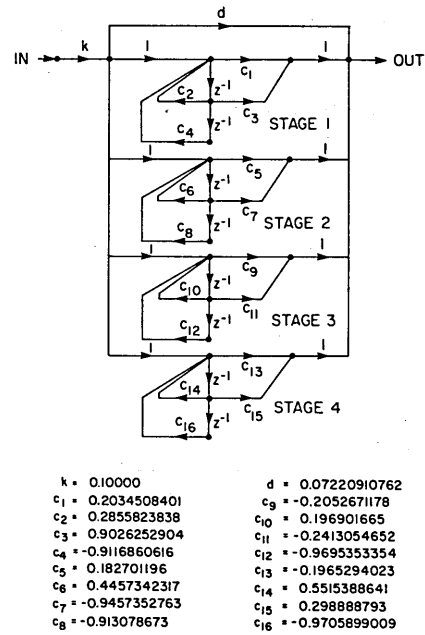 d
IN k 1 c1 1 OUT
c2 z-1 c3
c4 z-1 STAGE 1
1 c5 1
c6 z-1 c7
c8 z-1 STAGE 2
1 c9 1
c10 z-1 c11
c12 z-1 STAGE 3
1 c13 1
c14 z-1 c15 STAGE 4
c16 z-1
k = 0.10000
c1 = 0.2034508401
c2 = 0.2855823838
c3 = 0.9026252904
c4 = -0.9116860616
c5 = 0.182701196
c6 = 0.4457342317
c7 = -0.9457352763
c8 = -0.913078673
d = 0.07220910762
c9 = -0.2052671178
c10 = 0.196901665
c11 = -0.2413054652
c12 = -0.9695353354
c13 = -0.1965294023
c14 = 0.5515388641
c15 = 0.298888793
c16 = -0.9705899009